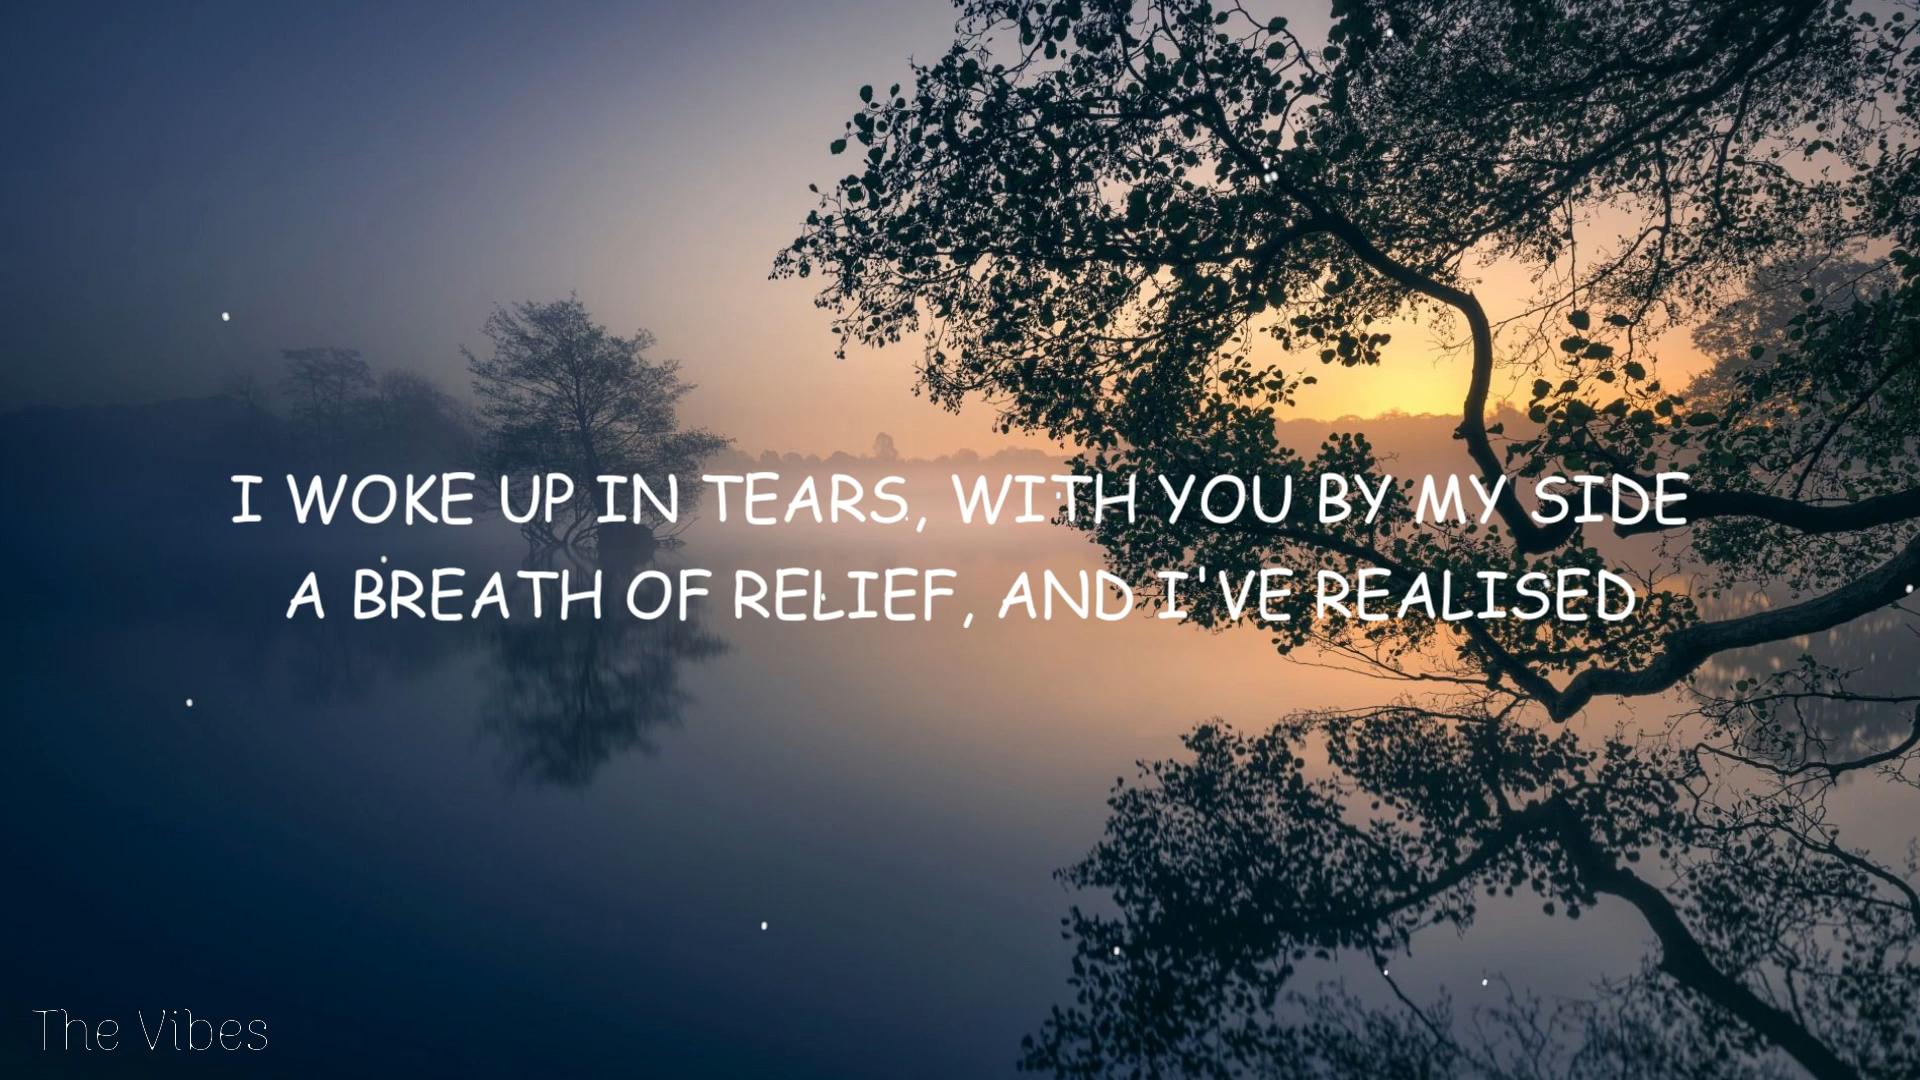 I WOKE UP IN TEARS, WITH YOU BY MY SIDE
A BREATH OF RELIEF, AND I'VE REALISED
The Vibes